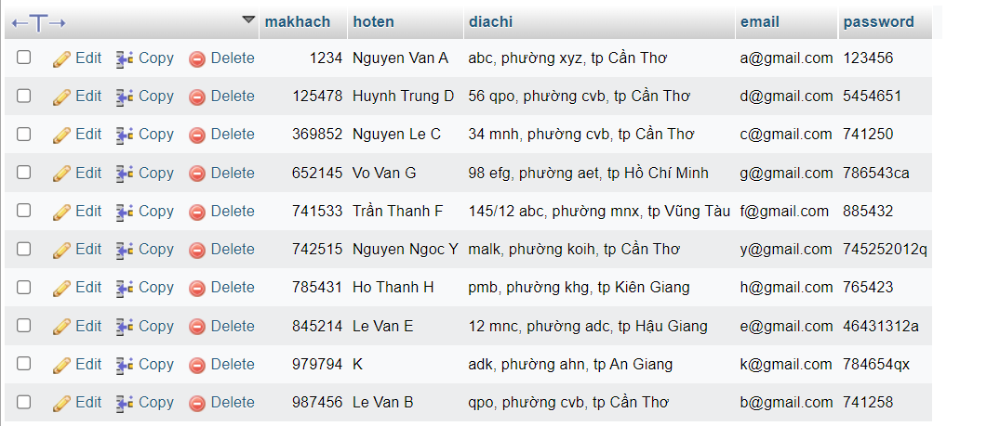 makhach hoten diachi email password
Edit Copy Delete 1234 Nguyen Van A abc, phường xyz, tp Cần Thơ a@gmail.com 123456
Edit Copy Delete 125478 Huynh Trung D 56 qpo, phường cvb, tp Cần Thơ d@gmail.com 5454651
Edit Copy Delete 369852 Nguyen Le C 34 mnh, phường cvb, tp Cần Thơ c@gmail.com 741250
Edit Copy Delete 652145 Vo Van G 98 efg, phường aet, tp Hồ Chí Minh g@gmail.com 786543ca
Edit Copy Delete 741533 Trần Thanh F 145/12 abc, phường mnx, tp Vũng Tàu f@gmail.com 885432
Edit Copy Delete 742515 Nguyen Ngoc Y malk, phường koih, tp Cần Thơ y@gmail.com 745252012q
Edit Copy Delete 785431 Ho Thanh H pmb, phường khg, tp Kiên Giang h@gmail.com 765423
Edit Copy Delete 845214 Le Van E 12 mnc, phường adc, tp Hậu Giang e@gmail.com 46431312a
Edit Copy Delete 979794 K adk, phường ahn, tp An Giang k@gmail.com 784654qx
Edit Copy Delete 987456 Le Van B qpo, phường cvb, tp Cần Thơ b@gmail.com 741258